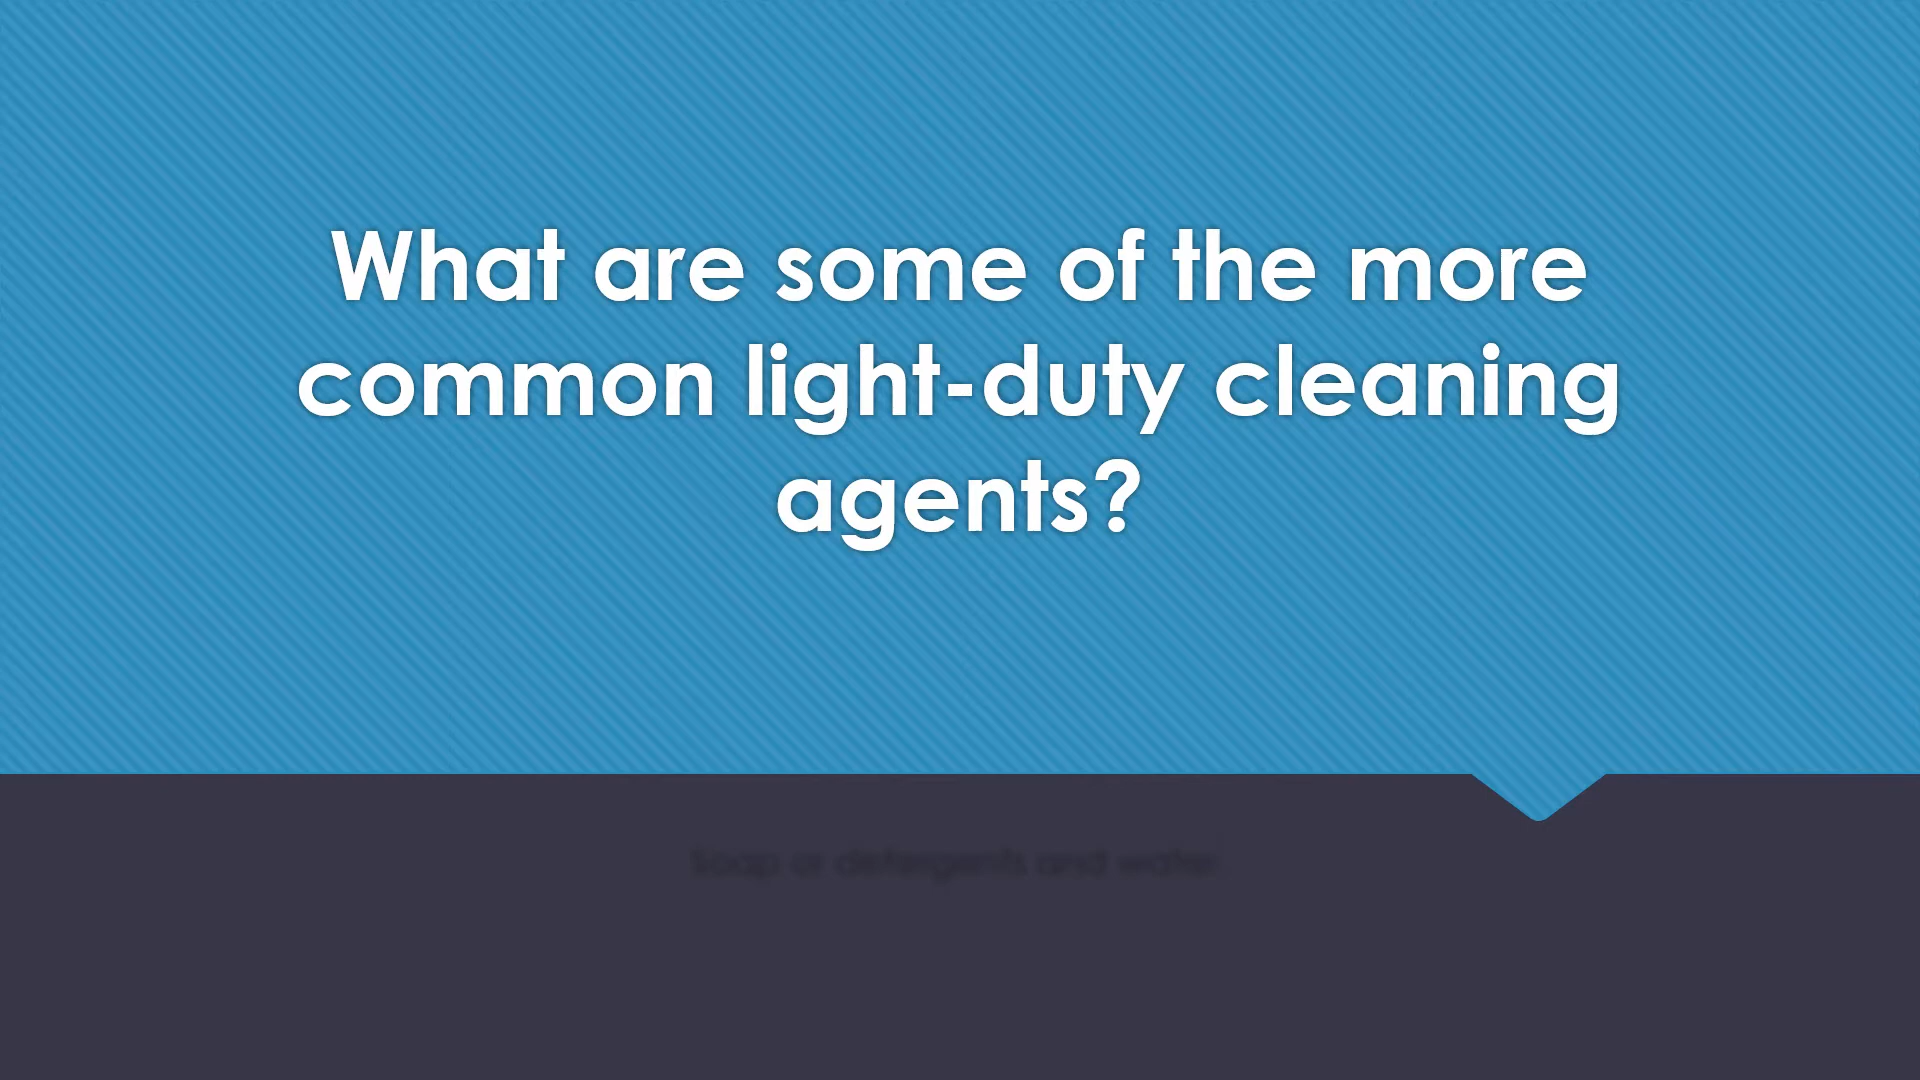 What are some of the more
common light-duty cleaning
agents?
Soap or detergents and water